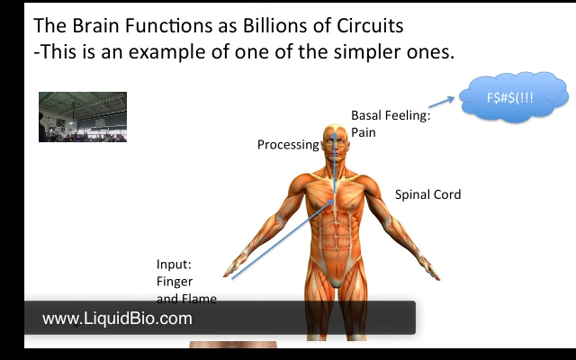 The Brain Functions as Billions of Circuits
-This is an example of one of the simpler ones.
F$#$(!!!
Basal Feeling:
Pain
Processing
Spinal Cord
Input:
Finger
and Flame
www.LiquidBio.com